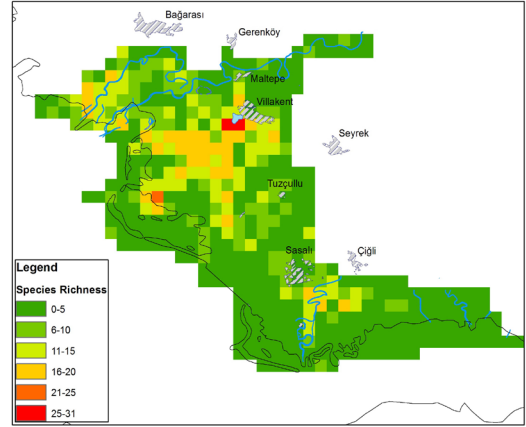 Bağarası
Gerenköy
Maltepe
Villakent
Seyrek
Tuzçullu
Sasalı
Çiğli
Legend
Species Richness
0-5
6-10
11-15
16-20
21-25
25-31